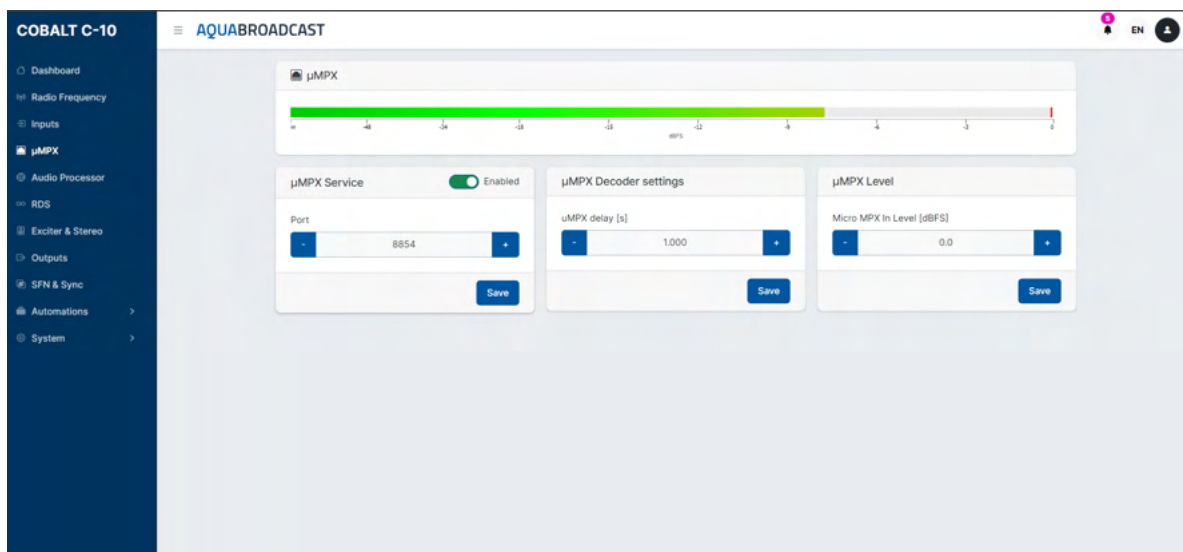 COBALT C-10
AQUABROADCAST
5
EN
Dashboard
Radio Frequency
Inputs
µMPX
Audio Processor
RDS
Exciter & Stereo
Outputs
SFN & Sync
Automations
System
µMPX
-18 -15 -12 -9 -6 -3 0
dBFS
µMPX Service
Enabled
Port
- 8854 +
Save
µMPX Decoder settings
uMPX delay [s]
- 1.000 +
Save
µMPX Level
Micro MPX In Level [dBFS]
- 0.0 +
Save